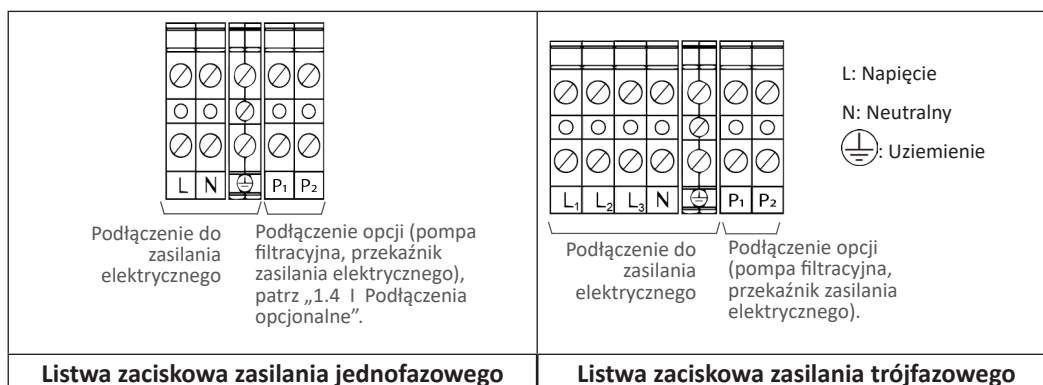 L N P₁ P₂
Podłączenie do
zasilania
elektrycznego
Podłączenie opcji (pompa
filtracyjna, przekaźnik
zasilania elektrycznego),
patrz „1.4 I Podłączenia
opcjonalne”.
Listwa zaciskowa zasilania jednofazowego
L₁ L₂ L₃ N P₁ P₂
Podłączenie do
zasilania
elektrycznego
Podłączenie opcji
(pompa filtracyjna,
przekaźnik zasilania
elektrycznego).
L: Napięcie
N: Neutralny
: Uziemienie
Listwa zaciskowa zasilania trójfazowego